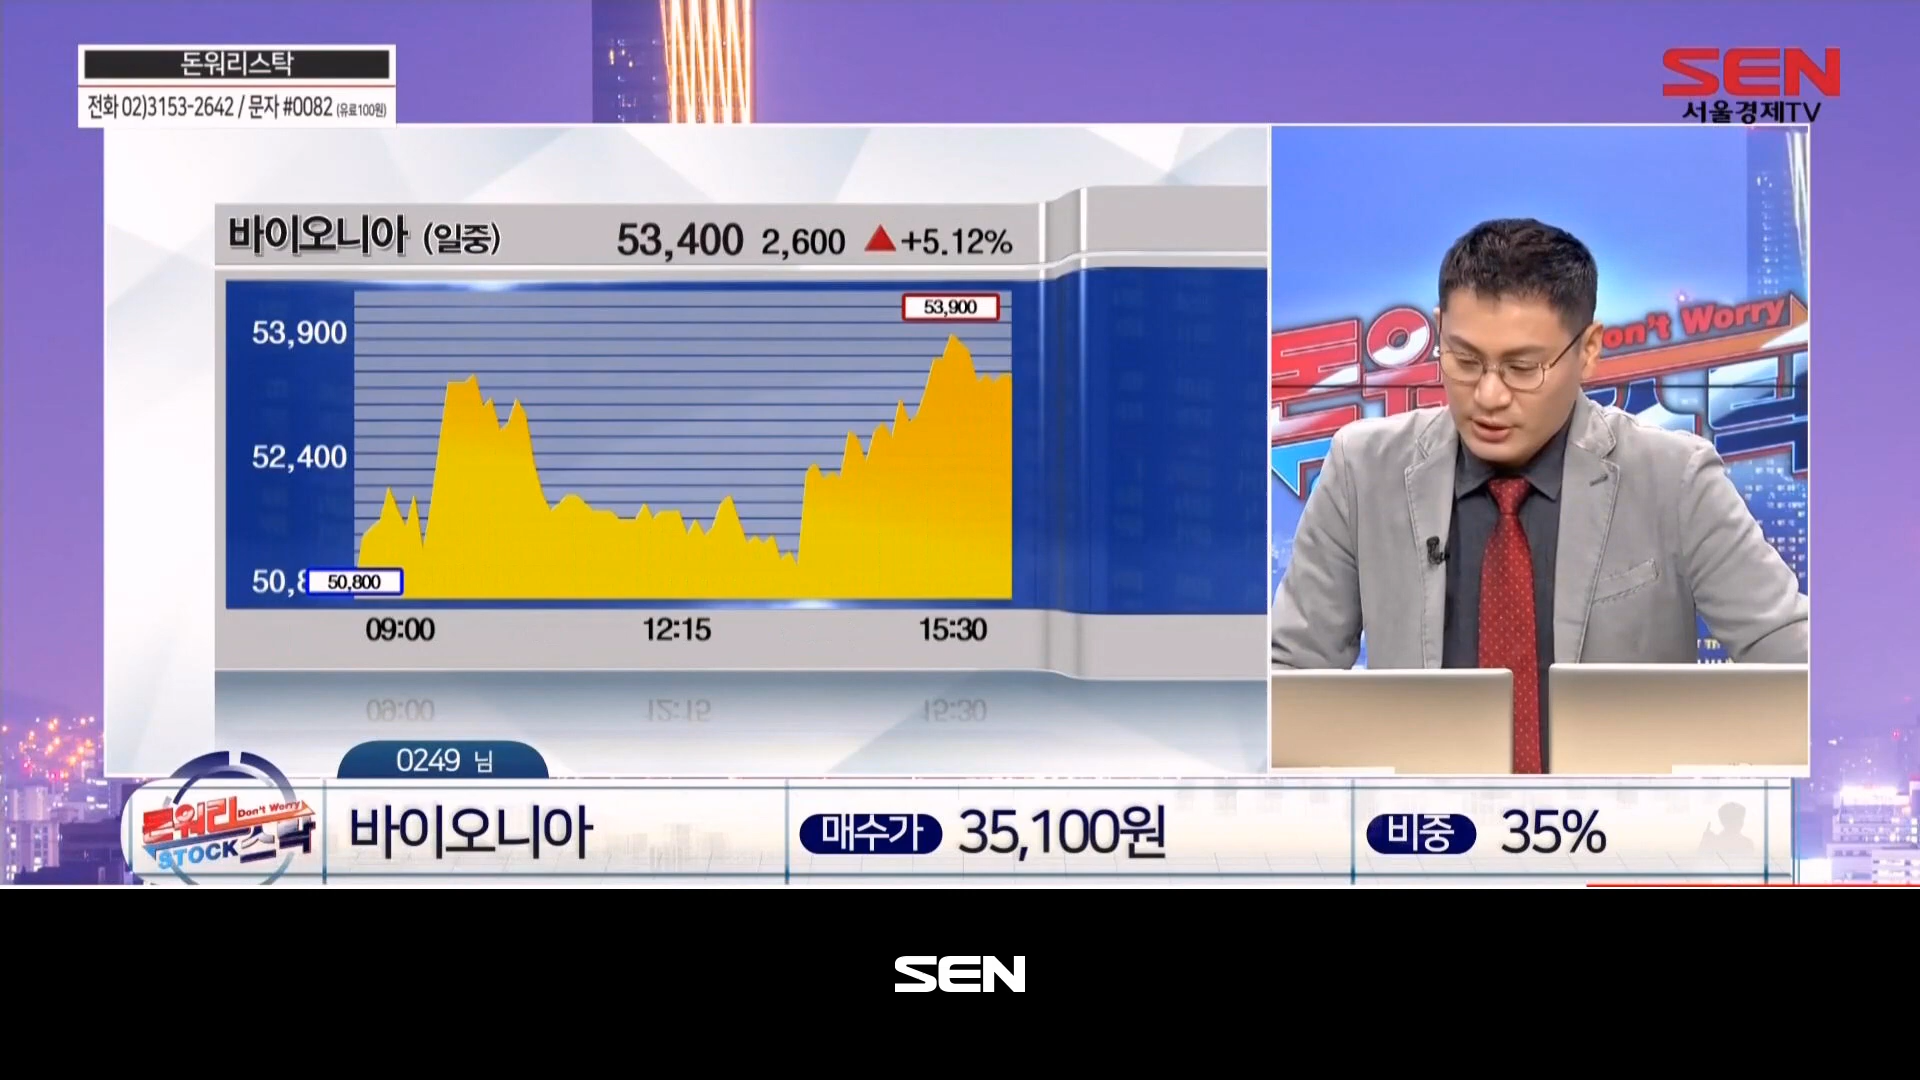 돈워리스탁
전화 02)3153-2642 / 문자 #0082 (유료100원)
SEN
서울경제TV
바이오니아 (일중) 53,400 2,600 ▲+5.12%
53,900
53,900
52,400
50,8
50,800
09:00 12:15 15:30
on't Worry
0249 님
돈워리 Don't Worry
STOCK 스탁
바이오니아 매수가 35,100원 비중 35%
SEN